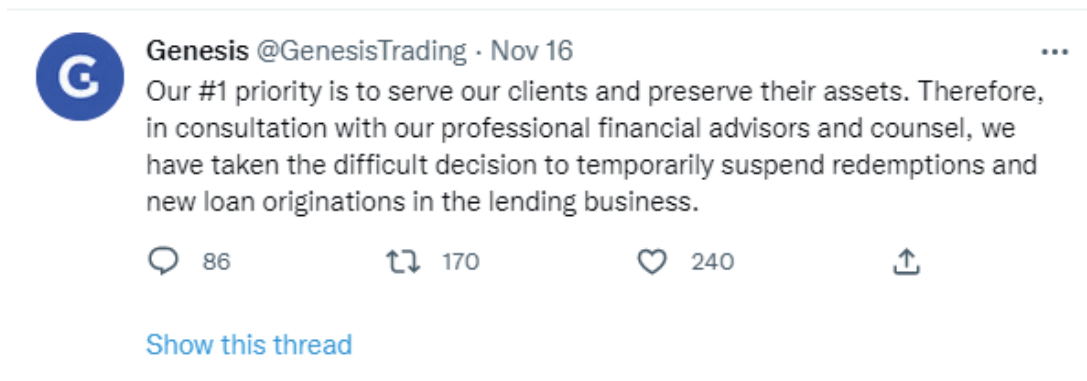 Genesis @GenesisTrading · Nov 16
Our #1 priority is to serve our clients and preserve their assets. Therefore,
in consultation with our professional financial advisors and counsel, we
have taken the difficult decision to temporarily suspend redemptions and
new loan originations in the lending business.
86 170 240
Show this thread